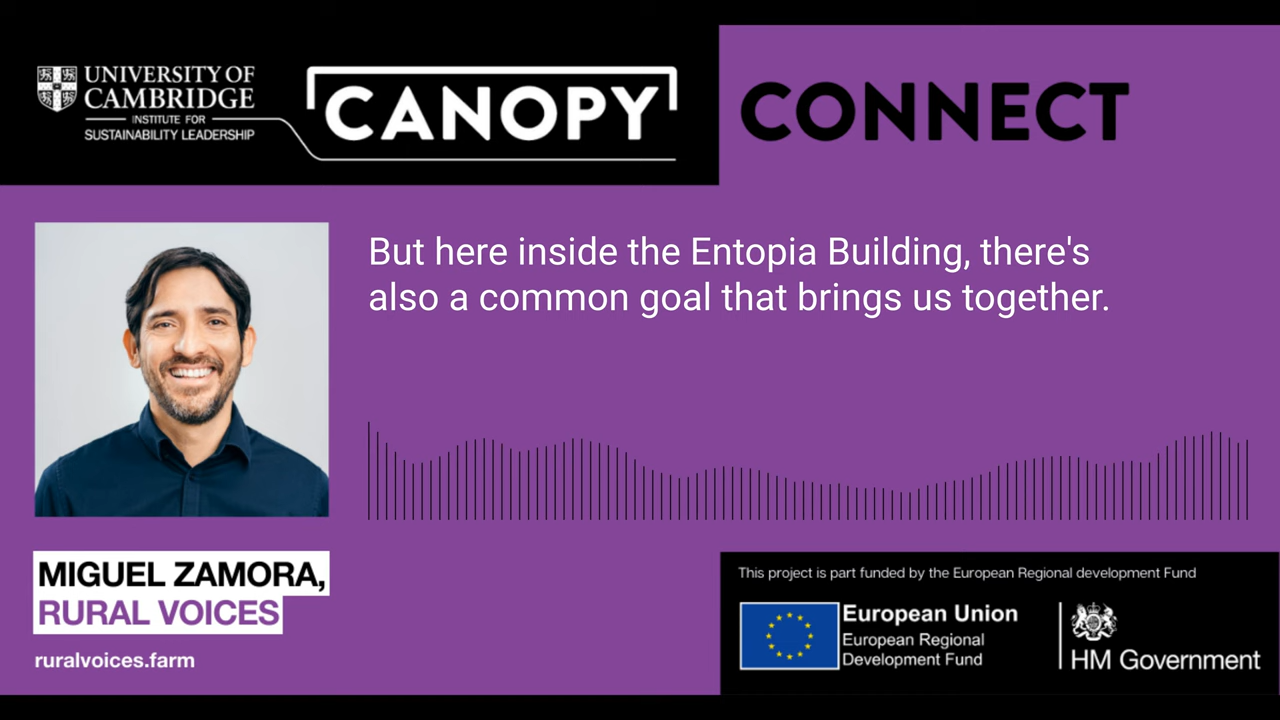 UNIVERSITY OF
CAMBRIDGE
INSTITUTE FOR
SUSTAINABILITY LEADERSHIP
CANOPY
CONNECT
But here inside the Entopia Building, there's
also a common goal that brings us together.
MIGUEL ZAMORA,
RURAL VOICES
ruralvoices.farm
This project is part funded by the European Regional development Fund
European Union
European Regional
Development Fund
HM Government